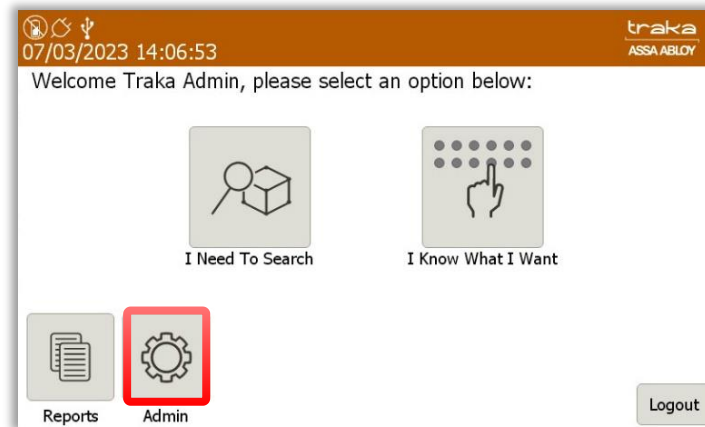 traka
07/03/2023 14:06:53
ASSA ABLOY
Welcome Traka Admin, please select an option below:
I Need To Search
I Know What I Want
Reports
Admin
Logout